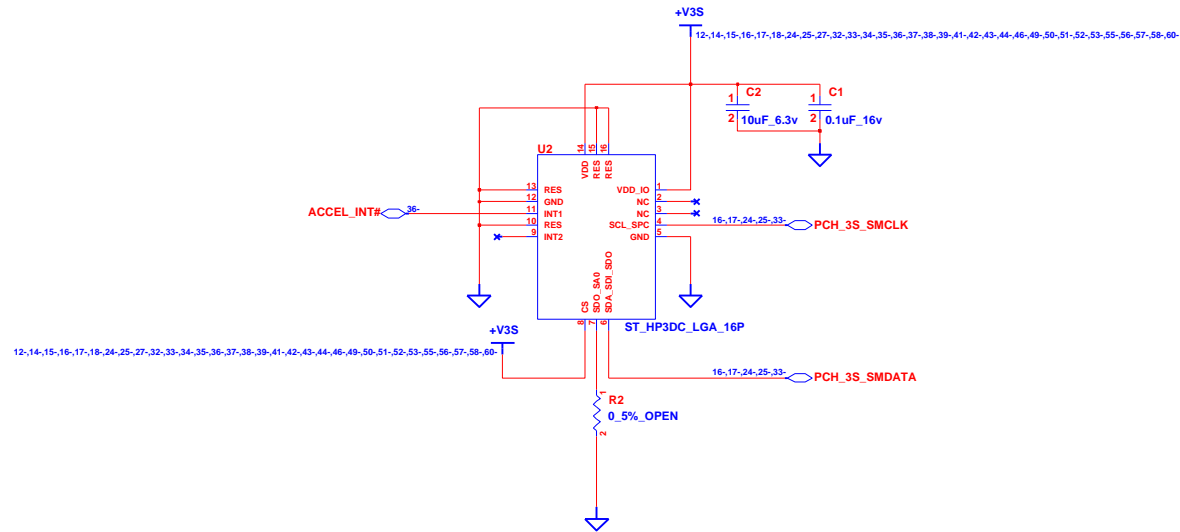 +V3S
12-,14-,15-,16-,17-,18-,24-,25-,27-,32-,33-,34-,35-,36-,37-,38-,39-,41-,42-,43-,44-,46-,49-,50-,51-,52-,53-,55-,56-,57-,58-,60-
C2
C1
1
1
2
10uF_6.3v
2
0.1uF_16v
U2
14
15
16
VDD
RES
RES
13
RES
VDD_IO
1
12
GND
NC
2
ACCEL_INT#
36-
11
INT1
NC
3
10
RES
SCL_SPC
4
16-,17-,24-,25-,33-
PCH_3S_SMCLK
9
INT2
GND
5
CS
SDO_SA0
SDA_SDI_SDO
8
7
6
ST_HP3DC_LGA_16P
+V3S
12-,14-,15-,16-,17-,18-,24-,25-,27-,32-,33-,34-,35-,36-,37-,38-,39-,41-,42-,43-,44-,46-,49-,50-,51-,52-,53-,55-,56-,57-,58-,60-
16-,17-,24-,25-,33-
PCH_3S_SMDATA
1
R2
0_5%_OPEN
2